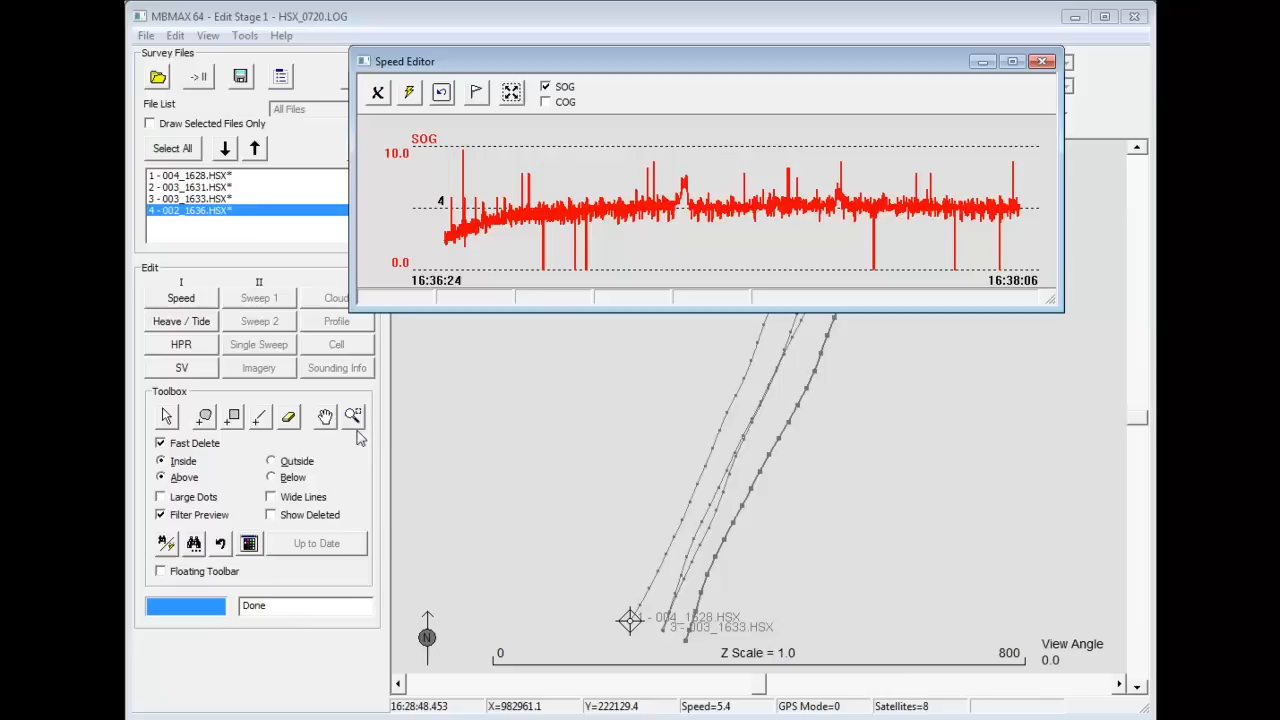 MBMAX 64 - Edit Stage 1 - HSX_0720.LOG
File Edit View Tools Help
Survey Files
-> II
File List
All Files
Draw Selected Files Only
Select All
1 - 004_1628.HSX*
2 - 003_1631.HSX*
3 - 003_1633.HSX*
4 - 002_1636.HSX*
Speed Editor
SOG
COG
SOG
10.0
4
0.0
16:36:24
16:38:06
Edit
I II
Speed Sweep 1 Cloud
Heave / Tide Sweep 2 Profile
HPR Single Sweep Cell
SV Imagery Sounding Info
Toolbox
Fast Delete
Inside Outside
Above Below
Large Dots Wide Lines
Filter Preview Show Deleted
Up to Date
Floating Toolbar
Done
1 - 004_1628.HSX
3 - 003_1633.HSX
N
0 Z Scale = 1.0 800
View Angle
0.0
16:28:48.453 X=982961.1 Y=222129.4 Speed=5.4 GPS Mode=0 Satellites=8